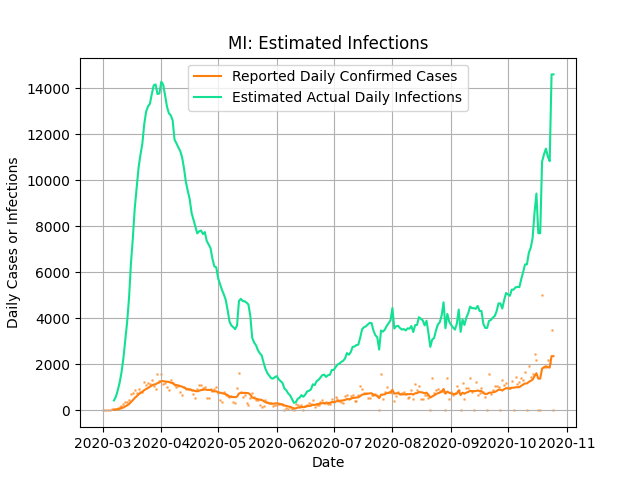 MI: Estimated Infections
Reported Daily Confirmed Cases
Estimated Actual Daily Infections
Daily Cases or Infections
14000
12000
10000
8000
6000
4000
2000
0
2020-03 2020-04 2020-05 2020-06 2020-07 2020-08 2020-09 2020-10 2020-11
Date